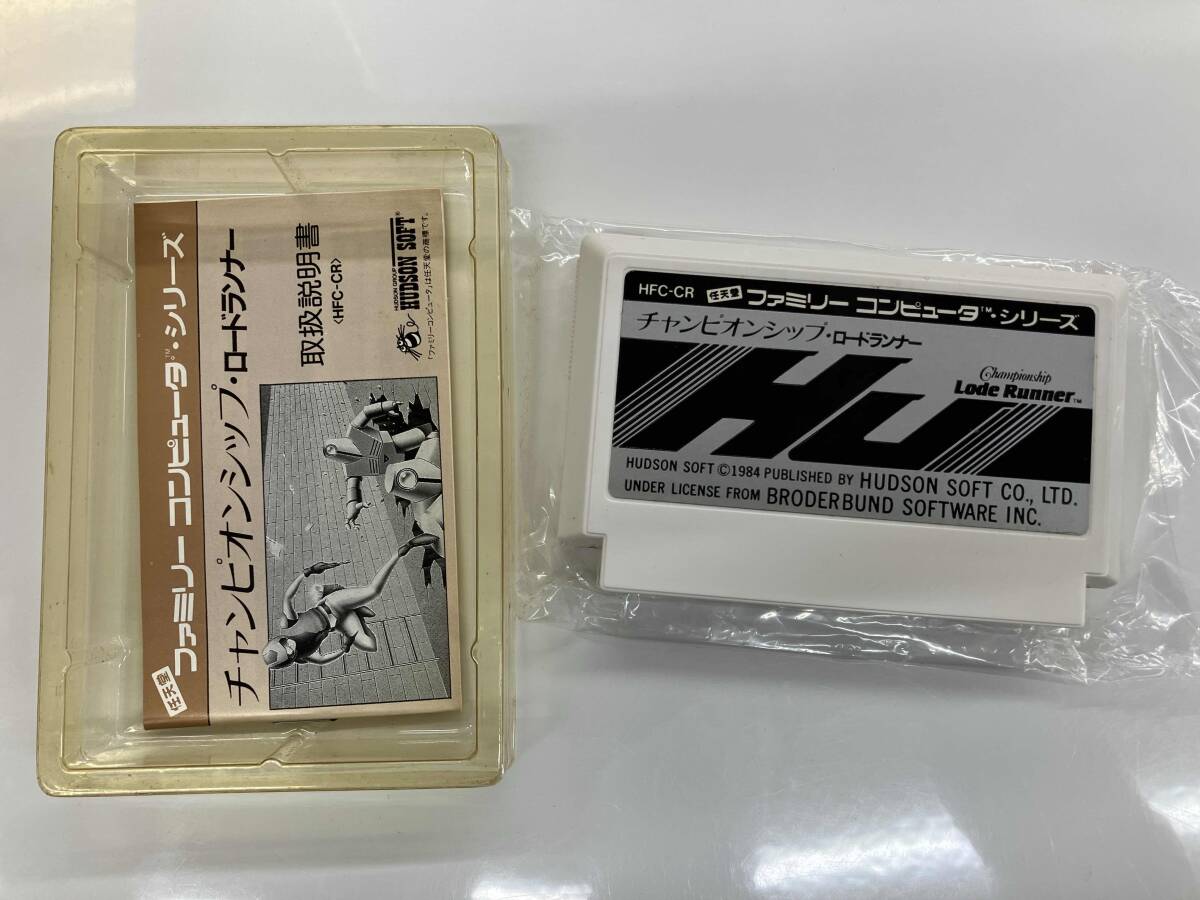 任天堂 ファミリー コンピュータ™・シリーズ
チャンピオンシップ・ロードランナー
取扱説明書
〈HFC-CR〉
HUDSON GROUP
HUDSON SOFT®
「ファミリーコンピュータ」は任天堂の商標です。
HFC-CR 任天堂 ファミリー コンピュータ™・シリーズ
チャンピオンシップ・ロードランナー
Championship
Lode Runner™
HU
HUDSON SOFT ©1984 PUBLISHED BY HUDSON SOFT CO., LTD.
UNDER LICENSE FROM BRODERBUND SOFTWARE INC.